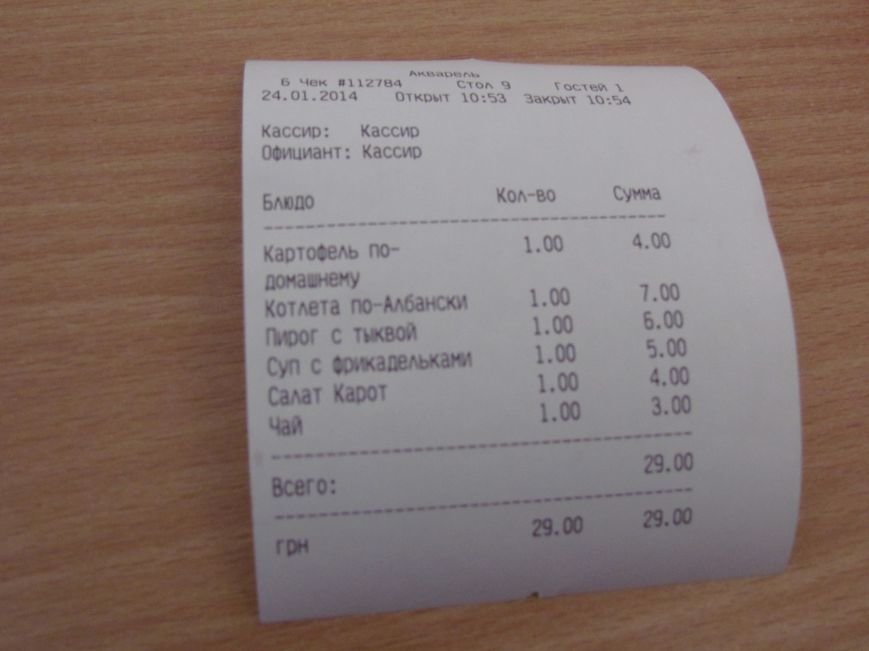 Акварель
6 Чек #112784 Стол 9 Гостей 1
24.01.2014 Открыт 10:53 Закрыт 10:54
Кассир: Кассир
Официант: Кассир
Блюдо Кол-во Сумма
Картофель по- 1.00 4.00
домашнему
Котлета по-Албански 1.00 7.00
Пирог с тыквой 1.00 6.00
Суп с фрикадельками 1.00 5.00
Салат Карот 1.00 4.00
Чай 1.00 3.00
Всего: 29.00
грн 29.00 29.00